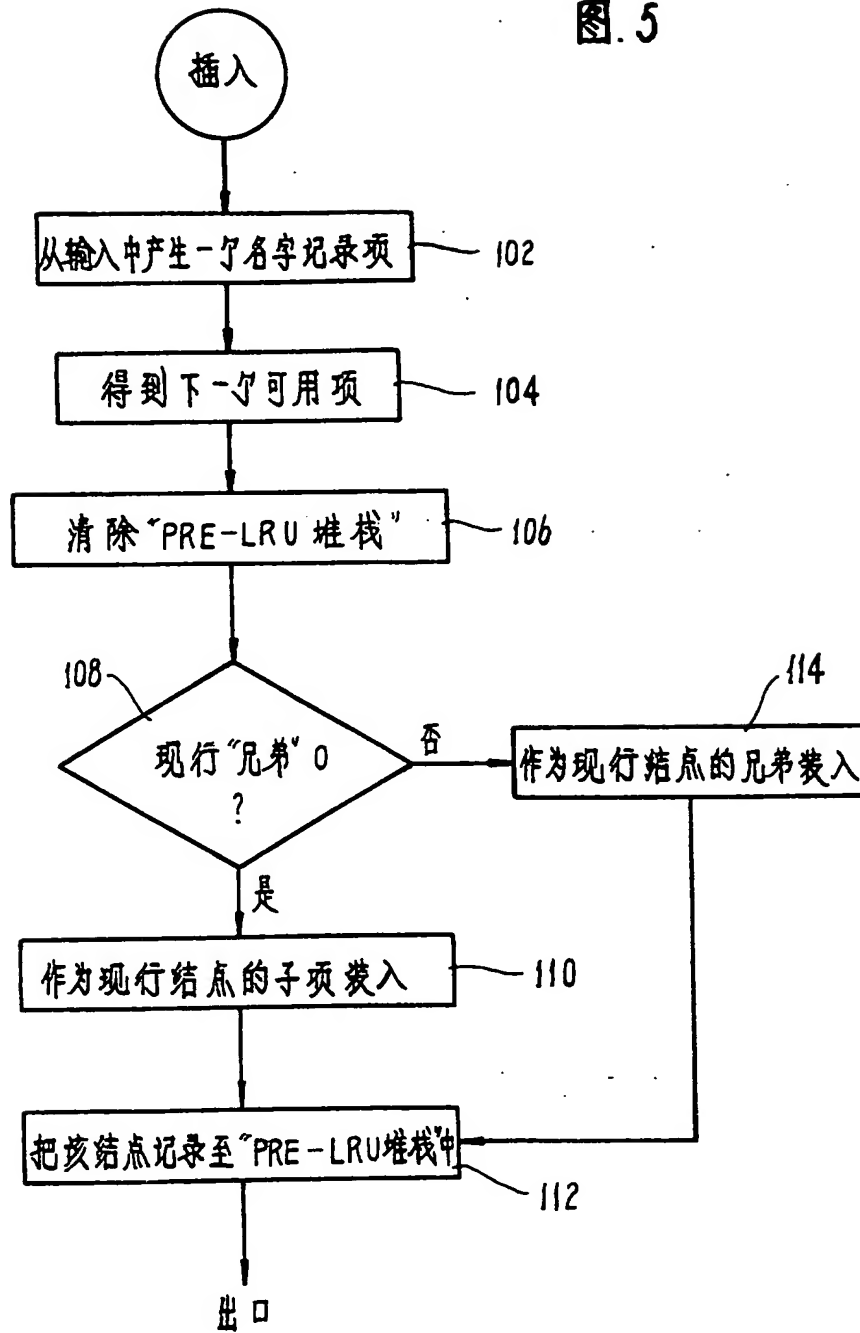 图.5
插入
从输入中产生一个名字记录项
102
得到下一个可用项
104
清除"PRE-LRU堆栈"
106
108
现行"兄弟"0
?
否
114
作为现行结点的兄弟装入
是
作为现行结点的子项装入
110
把该结点记录至"PRE-LRU堆栈"中
112
出口